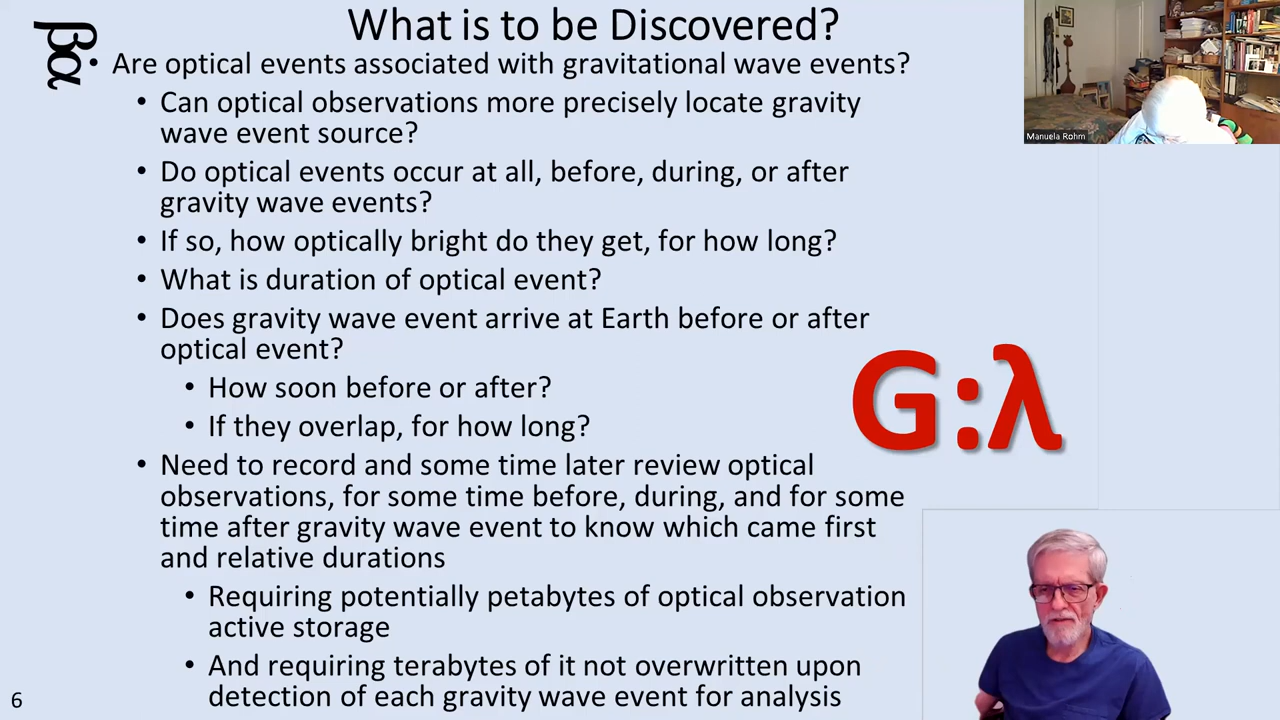 What is to be Discovered?
βα
• Are optical events associated with gravitational wave events?
• Can optical observations more precisely locate gravity
wave event source?
• Do optical events occur at all, before, during, or after
gravity wave events?
• If so, how optically bright do they get, for how long?
• What is duration of optical event?
• Does gravity wave event arrive at Earth before or after
optical event?
• How soon before or after?
• If they overlap, for how long?
• Need to record and some time later review optical
observations, for some time before, during, and for some
time after gravity wave event to know which came first
and relative durations
• Requiring potentially petabytes of optical observation
active storage
• And requiring terabytes of it not overwritten upon
detection of each gravity wave event for analysis
G:λ
Manuela Rohm
6